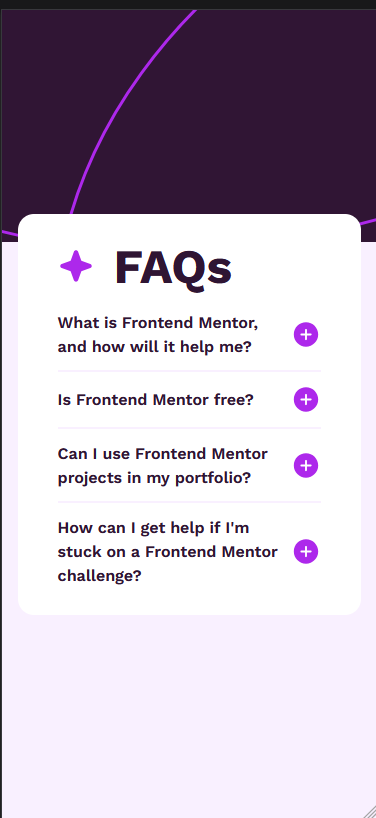 FAQs
What is Frontend Mentor,
and how will it help me?
Is Frontend Mentor free?
Can I use Frontend Mentor
projects in my portfolio?
How can I get help if I'm
stuck on a Frontend Mentor
challenge?